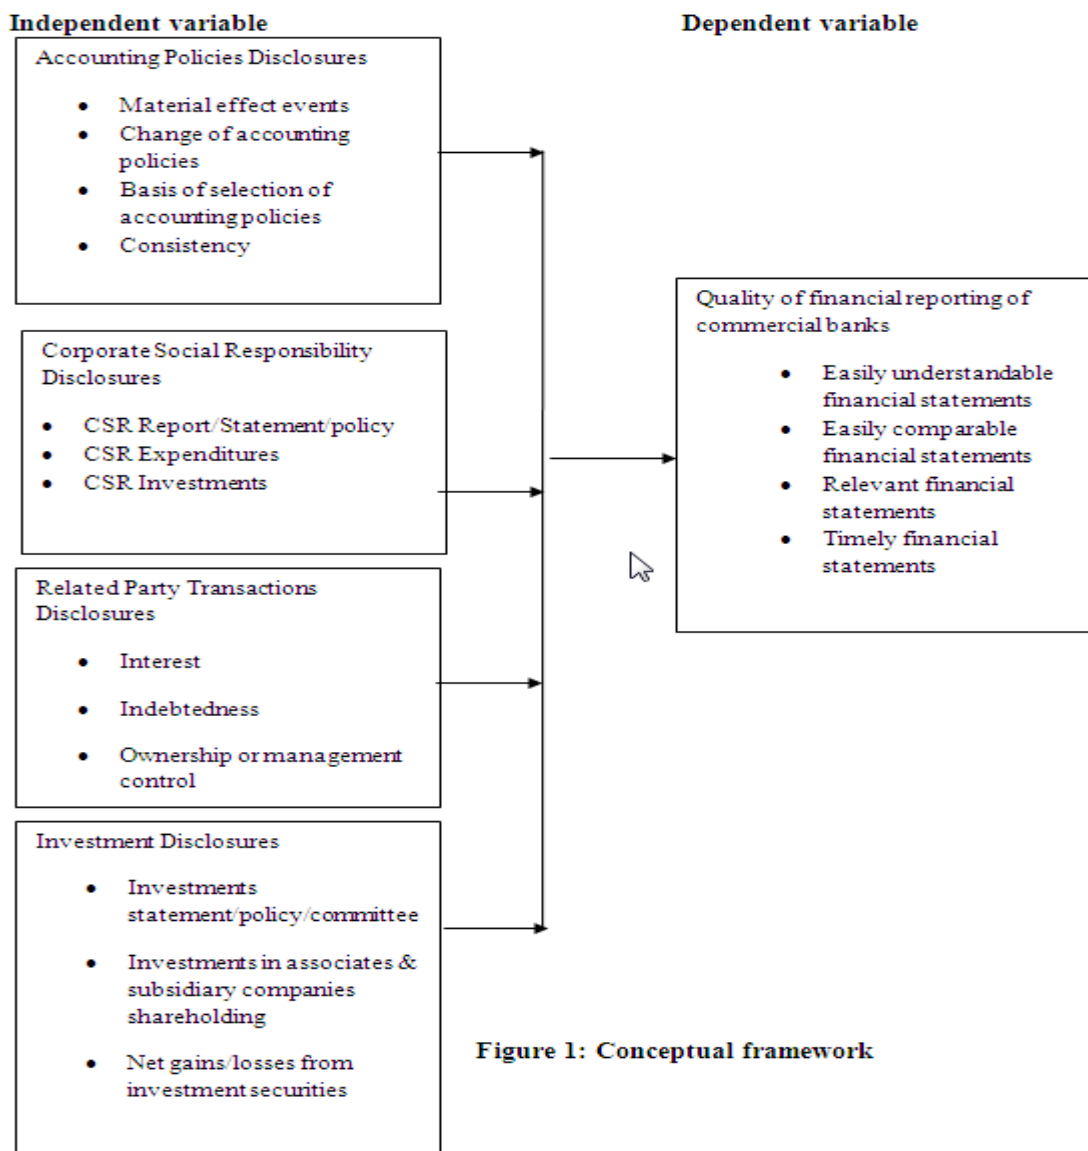 Independent variable
Dependent variable
Accounting Policies Disclosures
• Material effect events
• Change of accounting
policies
• Basis of selection of
accounting policies
• Consistency
Corporate Social Responsibility
Disclosures
• CSR Report/Statement/policy
• CSR Expenditures
• CSR Investments
Related Party Transactions
Disclosures
• Interest
• Indebtedness
• Ownership or management
control
Investment Disclosures
• Investments
statement/policy/committee
• Investments in associates &
subsidiary companies
shareholding
• Net gains/losses from
investment securities
Quality of financial reporting of
commercial banks
• Easily understandable
financial statements
• Easily comparable
financial statements
• Relevant financial
statements
• Timely financial
statements
Figure 1: Conceptual framework